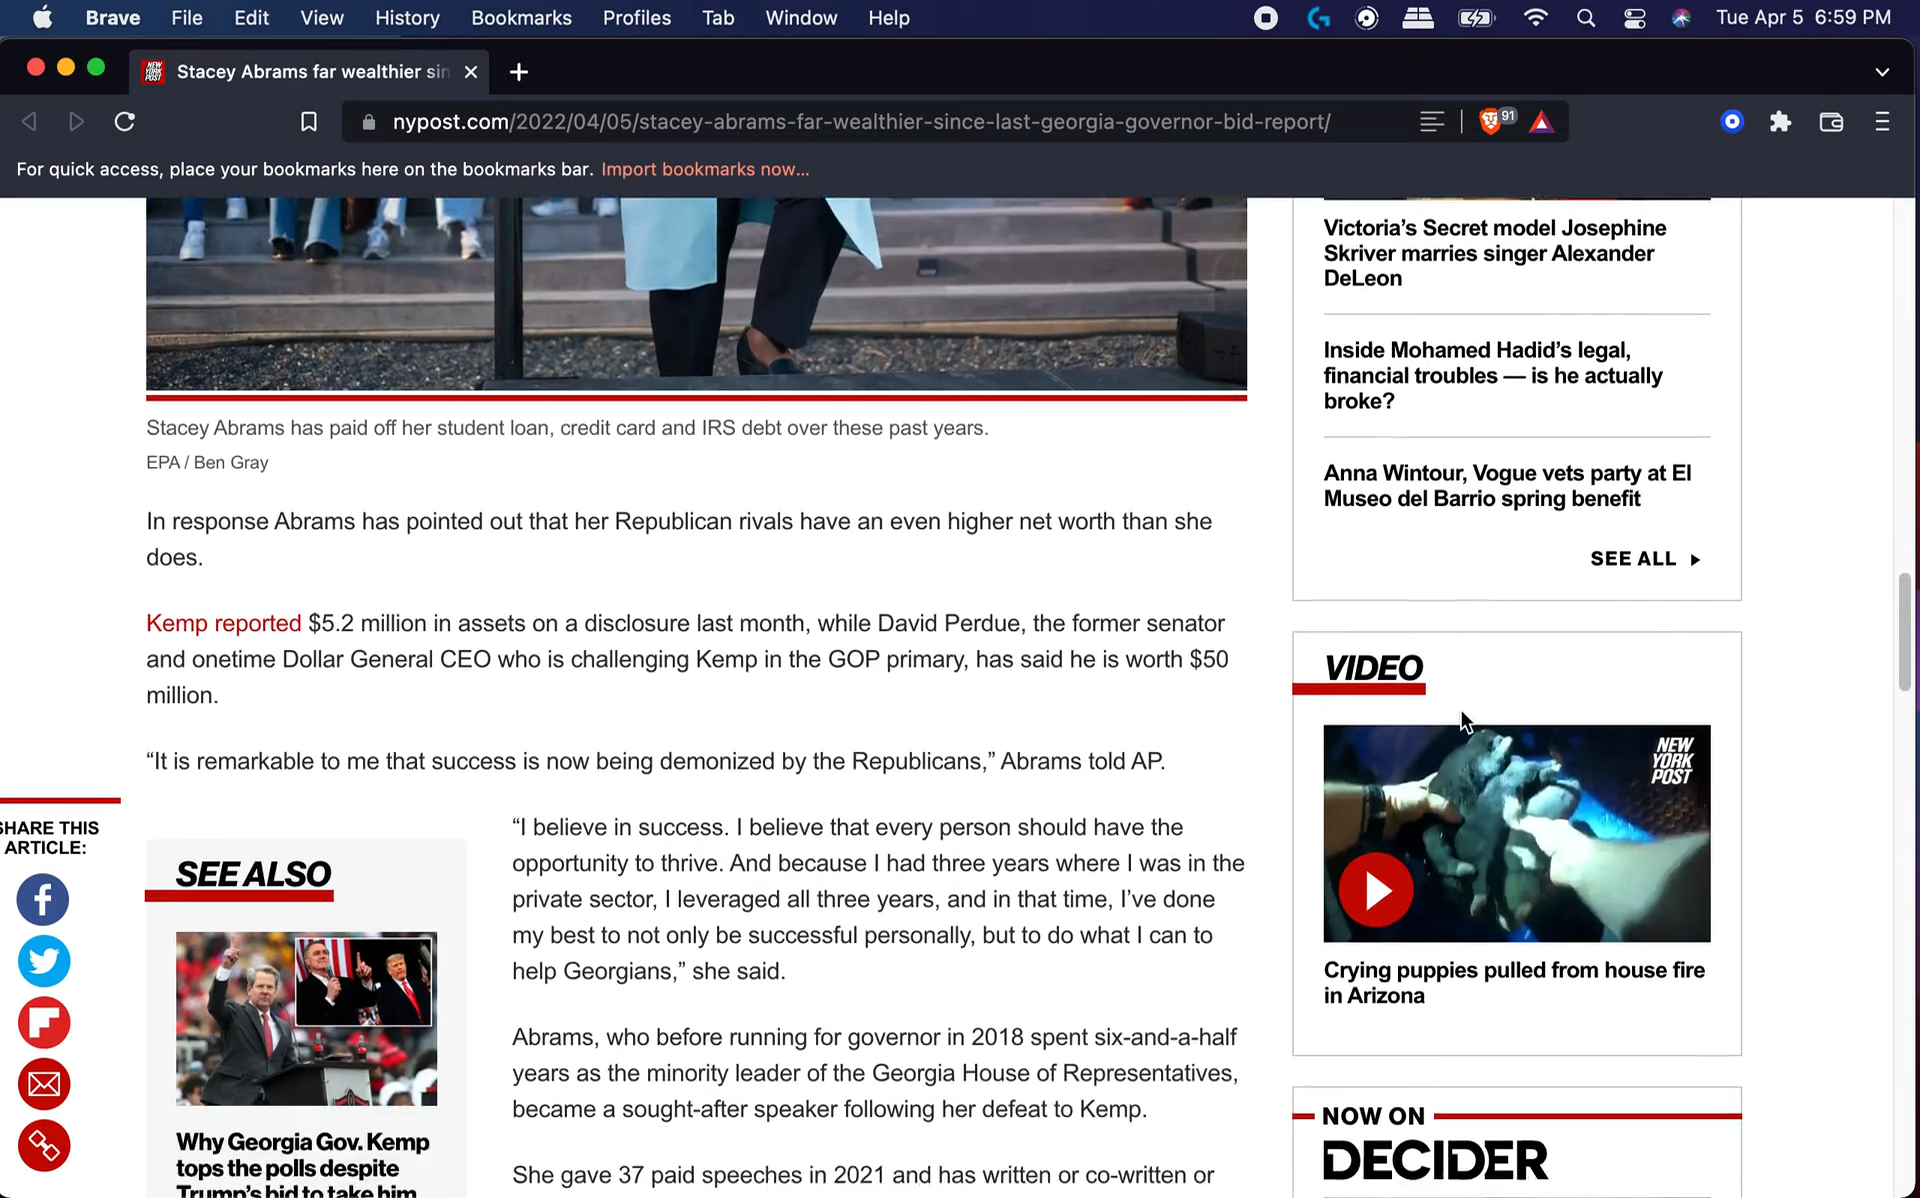 Brave File Edit View History Bookmarks Profiles Tab Window Help Tue Apr 5 6:59 PM
NEW YORK POST Stacey Abrams far wealthier sin
nypost.com/2022/04/05/stacey-abrams-far-wealthier-since-last-georgia-governor-bid-report/ 91
For quick access, place your bookmarks here on the bookmarks bar. Import bookmarks now...
Stacey Abrams has paid off her student loan, credit card and IRS debt over these past years.
EPA / Ben Gray
In response Abrams has pointed out that her Republican rivals have an even higher net worth than she
does.
Kemp reported $5.2 million in assets on a disclosure last month, while David Perdue, the former senator
and onetime Dollar General CEO who is challenging Kemp in the GOP primary, has said he is worth $50
million.
“It is remarkable to me that success is now being demonized by the Republicans,” Abrams told AP.
SHARE THIS
ARTICLE:
SEE ALSO
Why Georgia Gov. Kemp
tops the polls despite
Trump’s bid to take him
“I believe in success. I believe that every person should have the
opportunity to thrive. And because I had three years where I was in the
private sector, I leveraged all three years, and in that time, I’ve done
my best to not only be successful personally, but to do what I can to
help Georgians,” she said.
Abrams, who before running for governor in 2018 spent six-and-a-half
years as the minority leader of the Georgia House of Representatives,
became a sought-after speaker following her defeat to Kemp.
She gave 37 paid speeches in 2021 and has written or co-written or
Victoria’s Secret model Josephine
Skriver marries singer Alexander
DeLeon
Inside Mohamed Hadid’s legal,
financial troubles — is he actually
broke?
Anna Wintour, Vogue vets party at El
Museo del Barrio spring benefit
SEE ALL
VIDEO
NEW
YORK
POST
Crying puppies pulled from house fire
in Arizona
NOW ON
DECIDER